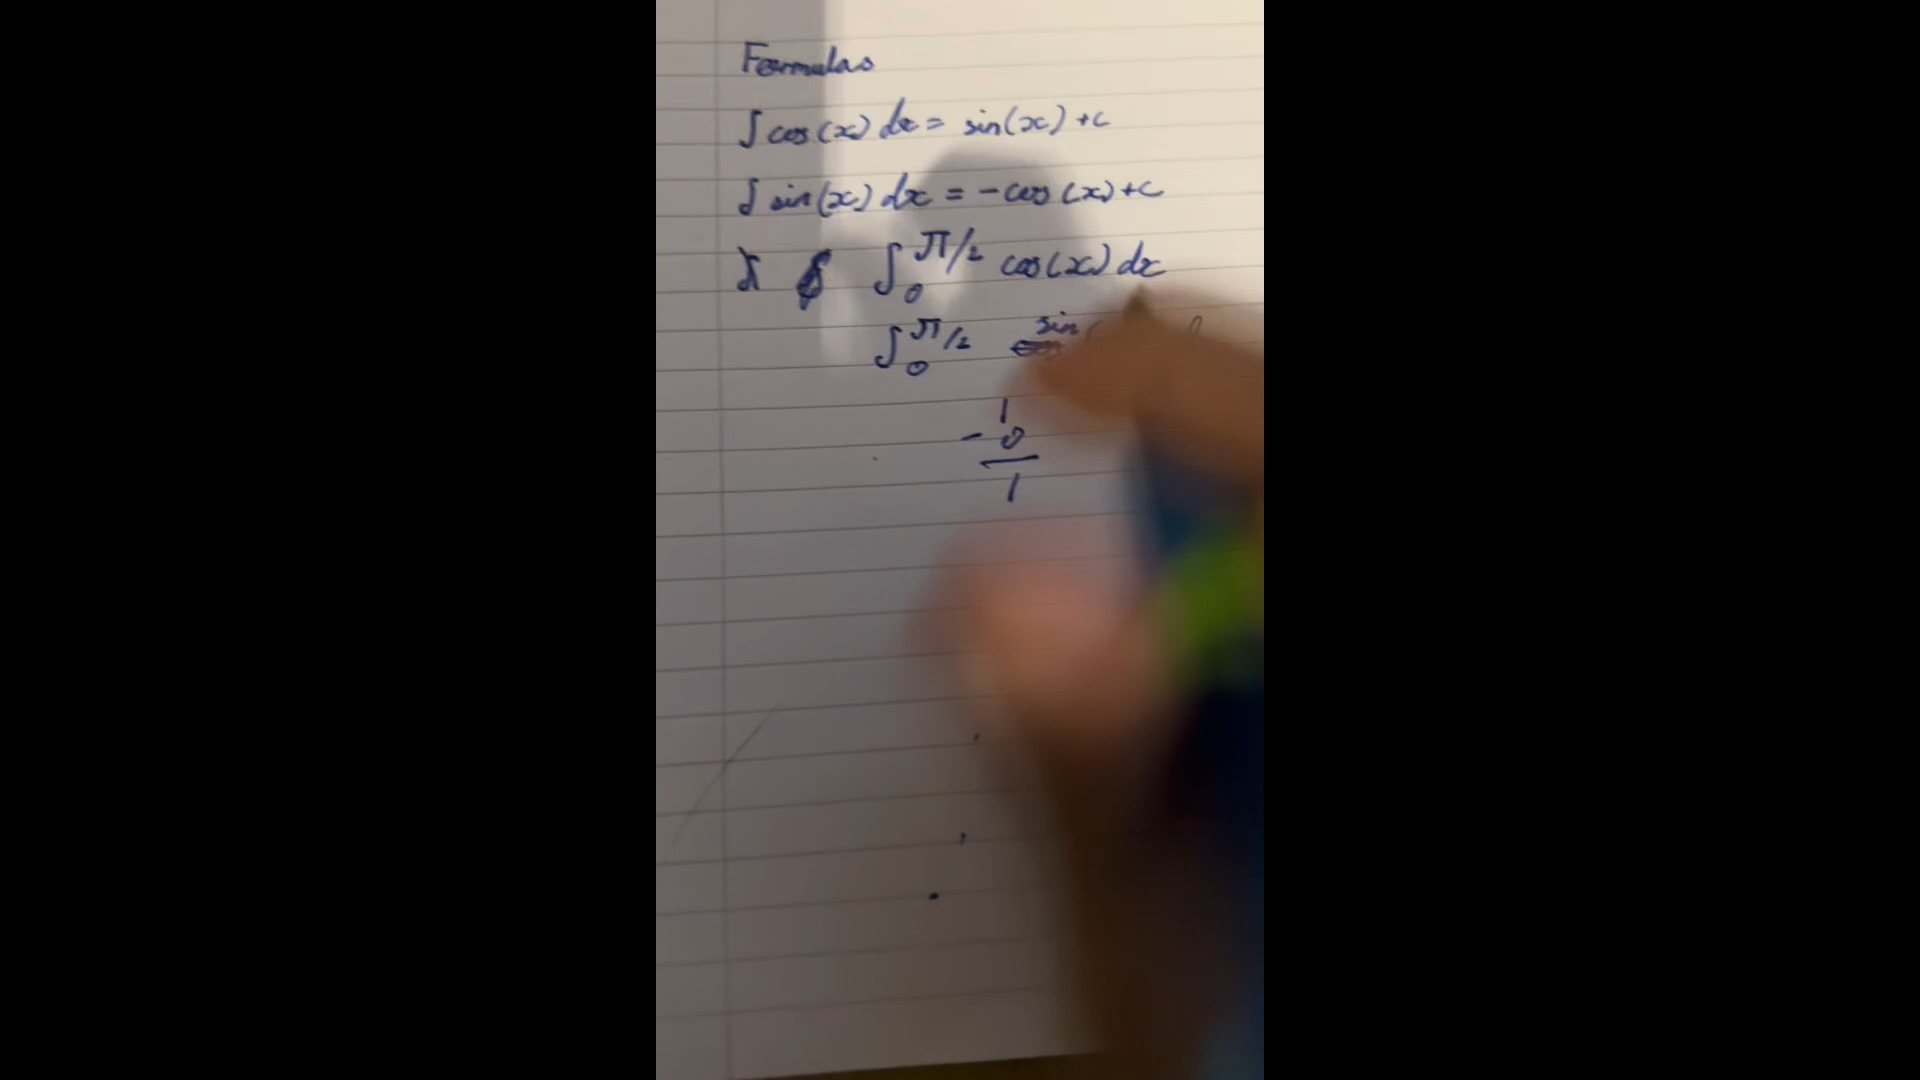 Formulas
∫ cos(x) dx = sin(x) + c
∫ sin(x) dx = -cos(x) + c
∫₀^π/2 cos(x) dx
∫₀^π/2 sin
1
- 0
1